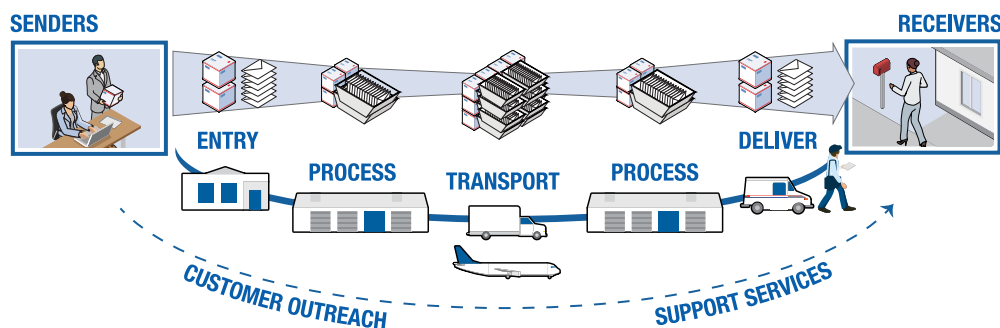 SENDERS
RECEIVERS
ENTRY
DELIVER
PROCESS
TRANSPORT
PROCESS
CUSTOMER OUTREACH
SUPPORT SERVICES